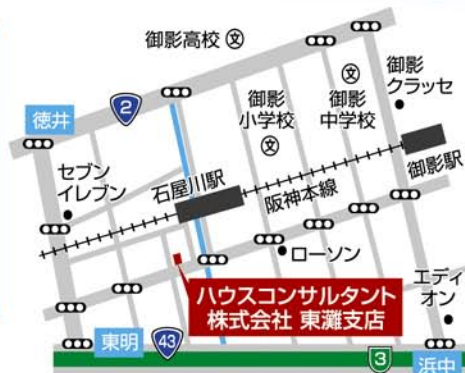 御影高校
文
2
徳井
御影
クラッセ
文
御影
中学校
御影
小学校
文
セブン
イレブン
石屋川駅
阪神本線
御影駅
ローソン
ハウスコンサルタント
株式会社 東灘支店
エディ
オン
東明
43
3
浜中